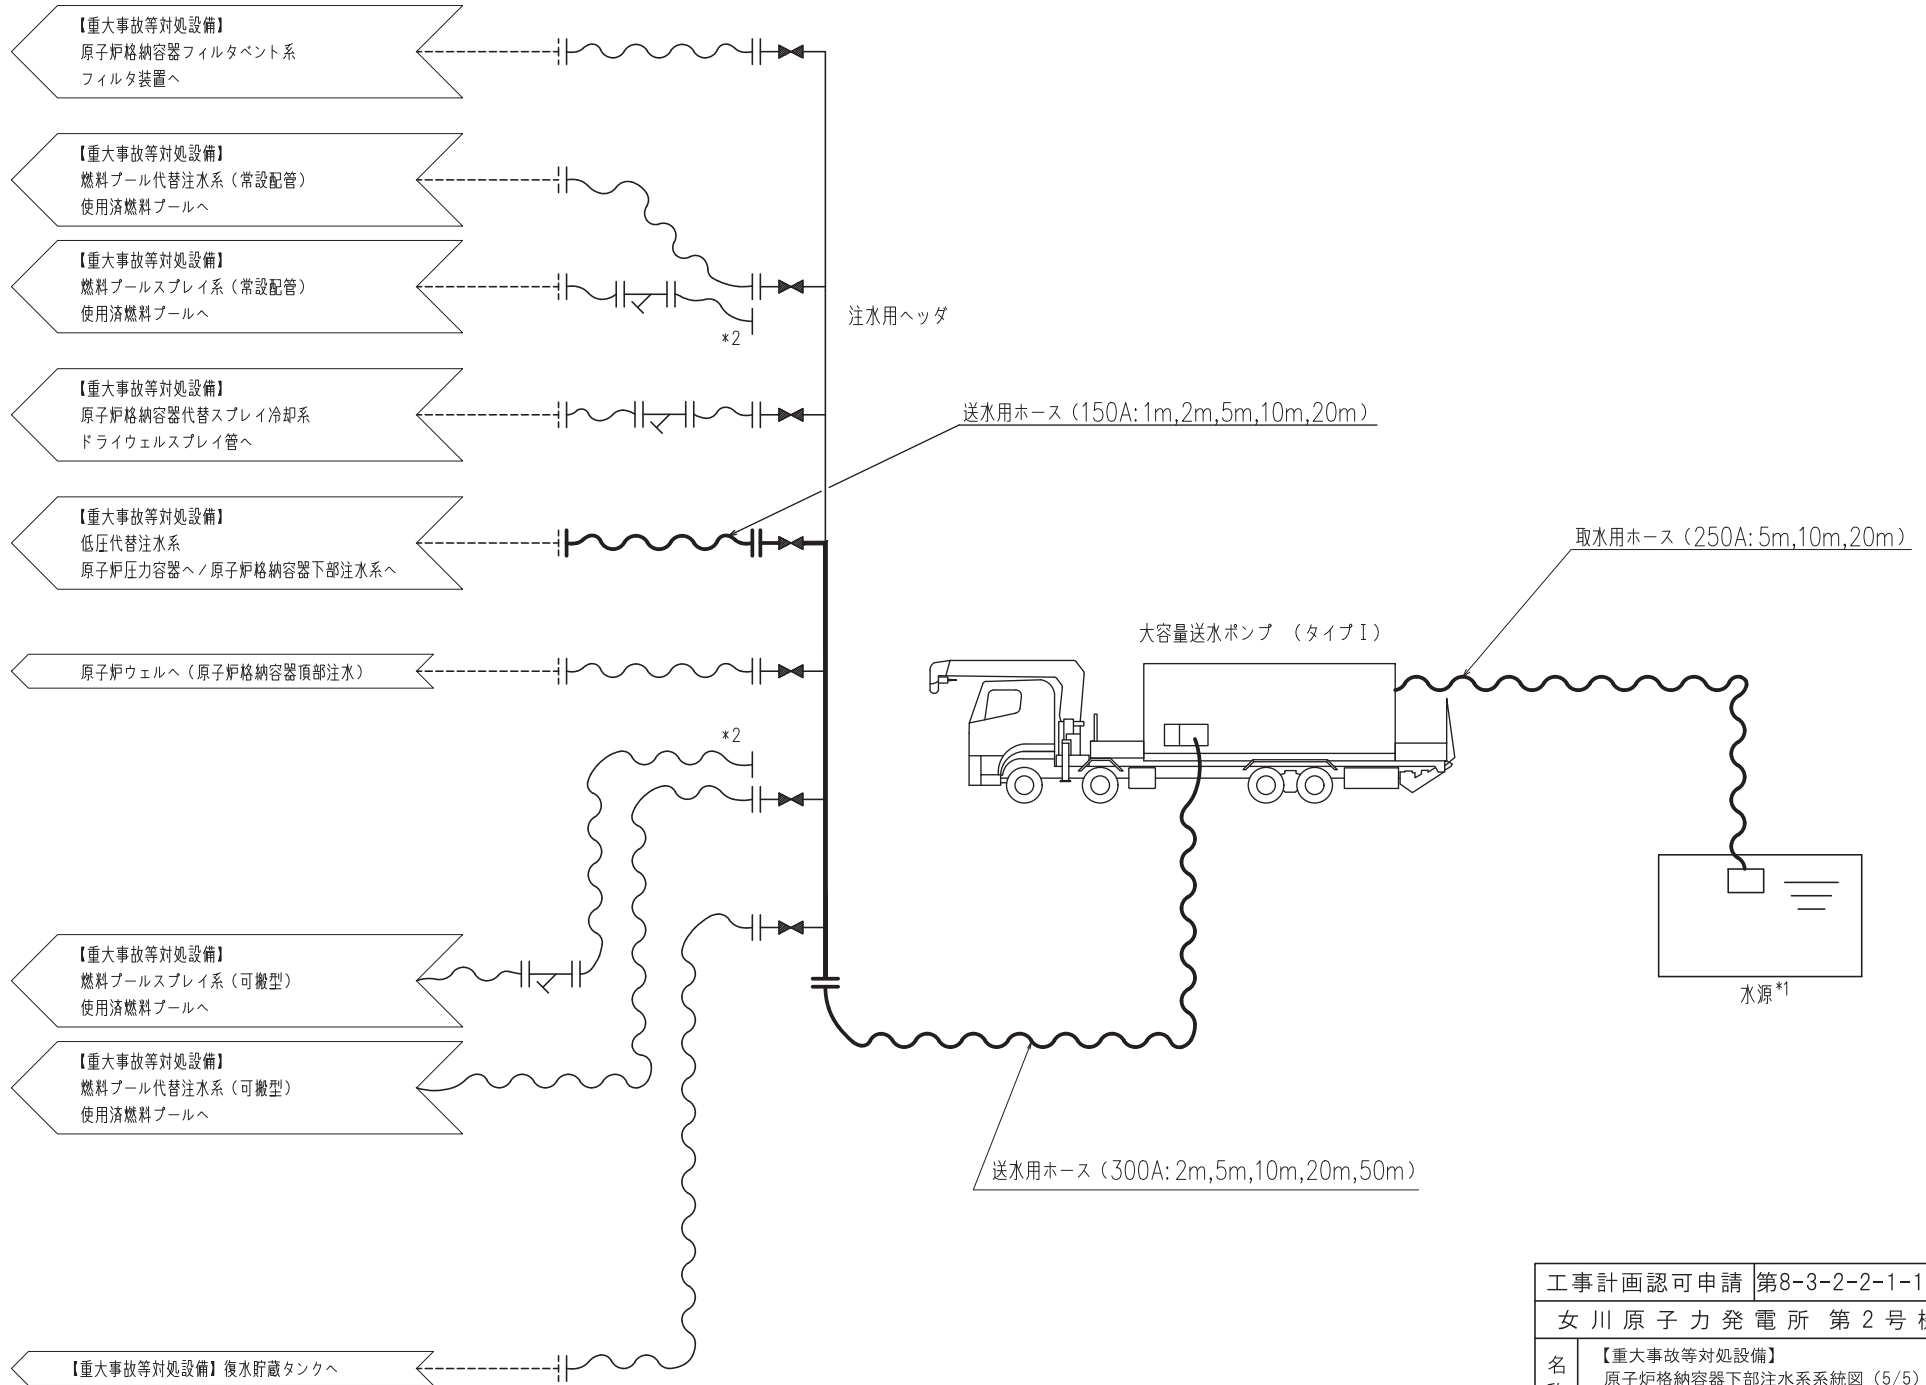 【重大事故等対処設備】
原子炉格納容器フィルタベント系
フィルタ装置へ
【重大事故等対処設備】
燃料プール代替注水系（常設配管）
使用済燃料プールへ
【重大事故等対処設備】
燃料プールスプレイ系（常設配管）
使用済燃料プールへ
*2
注水用ヘッダ
【重大事故等対処設備】
原子炉格納容器代替スプレイ冷却系
ドライウェルスプレイ管へ
送水用ホース（150A:1m,2m,5m,10m,20m）
【重大事故等対処設備】
低圧代替注水系
原子炉圧力容器へ／原子炉格納容器下部注水系へ
取水用ホース（250A:5m,10m,20m）
大容量送水ポンプ （タイプⅠ）
原子炉ウェルへ（原子炉格納容器頂部注水）
*2
【重大事故等対処設備】
燃料プールスプレイ系（可搬型）
使用済燃料プールへ
水源*1
【重大事故等対処設備】
燃料プール代替注水系（可搬型）
使用済燃料プールへ
送水用ホース（300A:2m,5m,10m,20m,50m）
【重大事故等対処設備】復水貯蔵タンクへ
工事計画認可申請 第8-3-2-2-1-1
女川原子力発電所 第2号
名
【重大事故等対処設備】
原子炉格納容器下部注水系系統図（5/5）